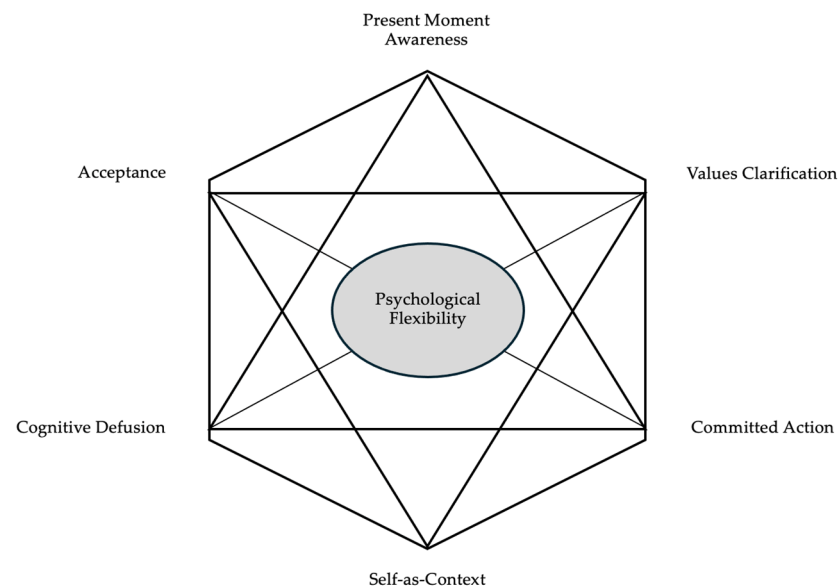 Present Moment
Awareness
Acceptance
Values Clarification
Psychological
Flexibility
Cognitive Defusion
Committed Action
Self-as-Context